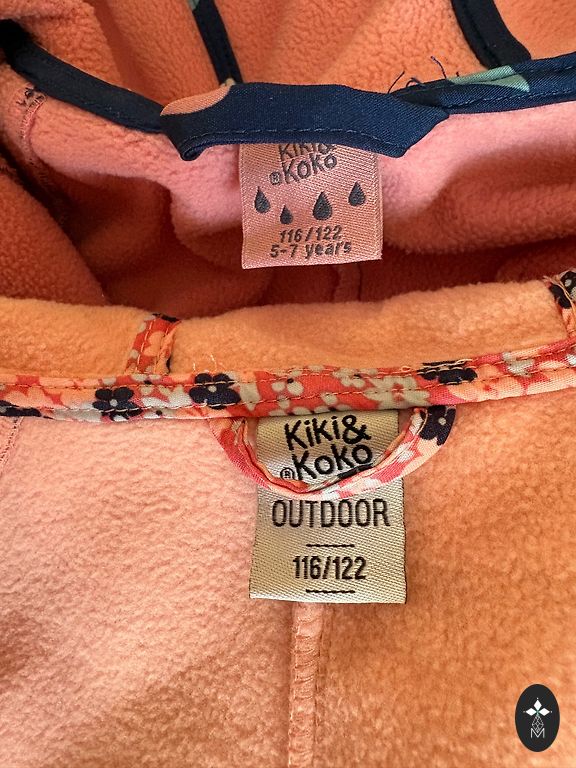 Kiki&
®Koko
116/122
5-7 years
Kiki&
®Koko
OUTDOOR
116/122
M